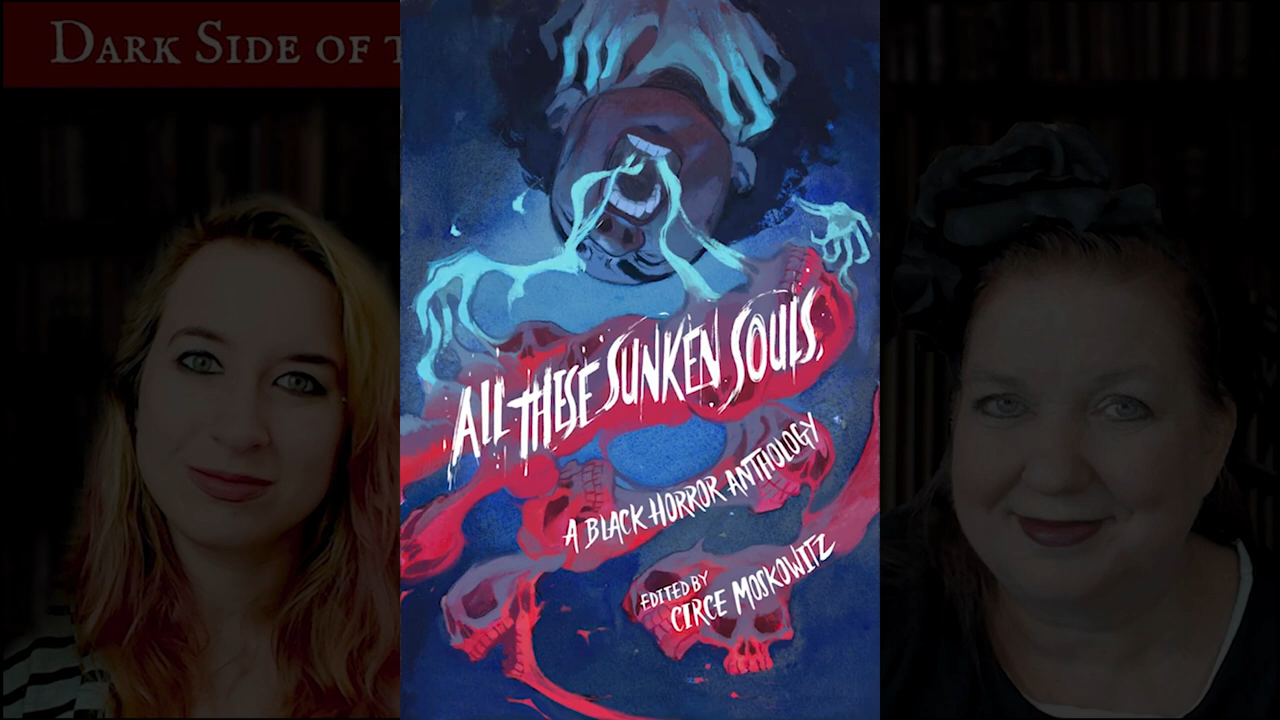 DARK SIDE OF
ALL THESE SUNKEN SOULS
A BLACK HORROR ANTHOLOGY
EDITED BY
CIRCE MOSKOWITZ